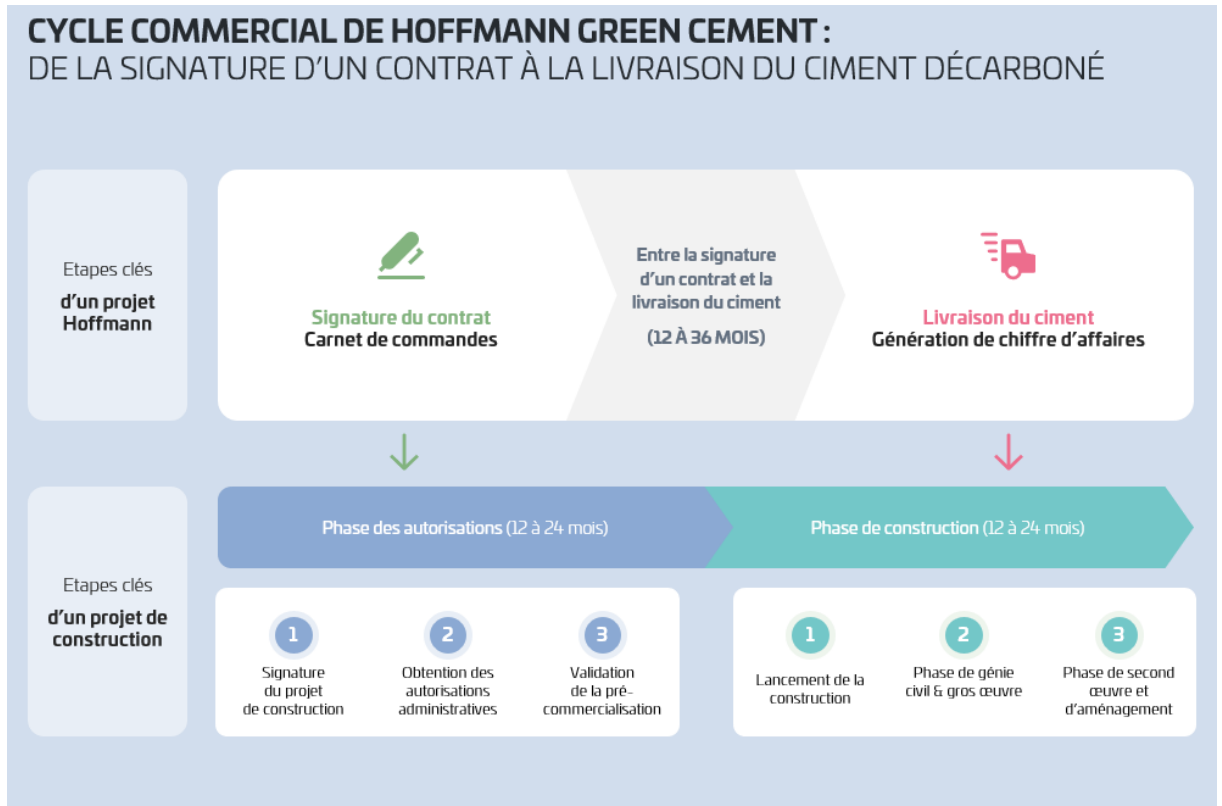 CYCLE COMMERCIAL DE HOFFMANN GREEN CEMENT :
DE LA SIGNATURE D'UN CONTRAT À LA LIVRAISON DU CIMENT DÉCARBONÉ
Etapes clés
d'un projet
Hoffmann
Signature du contrat
Carnet de commandes
Entre la signature
d'un contrat et la
livraison du ciment
(12 À 36 MOIS)
Livraison du ciment
Génération de chiffre d'affaires
Etapes clés
d'un projet de
construction
Phase des autorisations (12 à 24 mois)
Phase de construction (12 à 24 mois)
1
Signature
du projet
de construction
2
Obtention des
autorisations
administratives
3
Validation
de la pré-
commercialisation
1
Lancement de la
construction
2
Phase de génie
civil & gros œuvre
3
Phase de second
œuvre et
d'aménagement